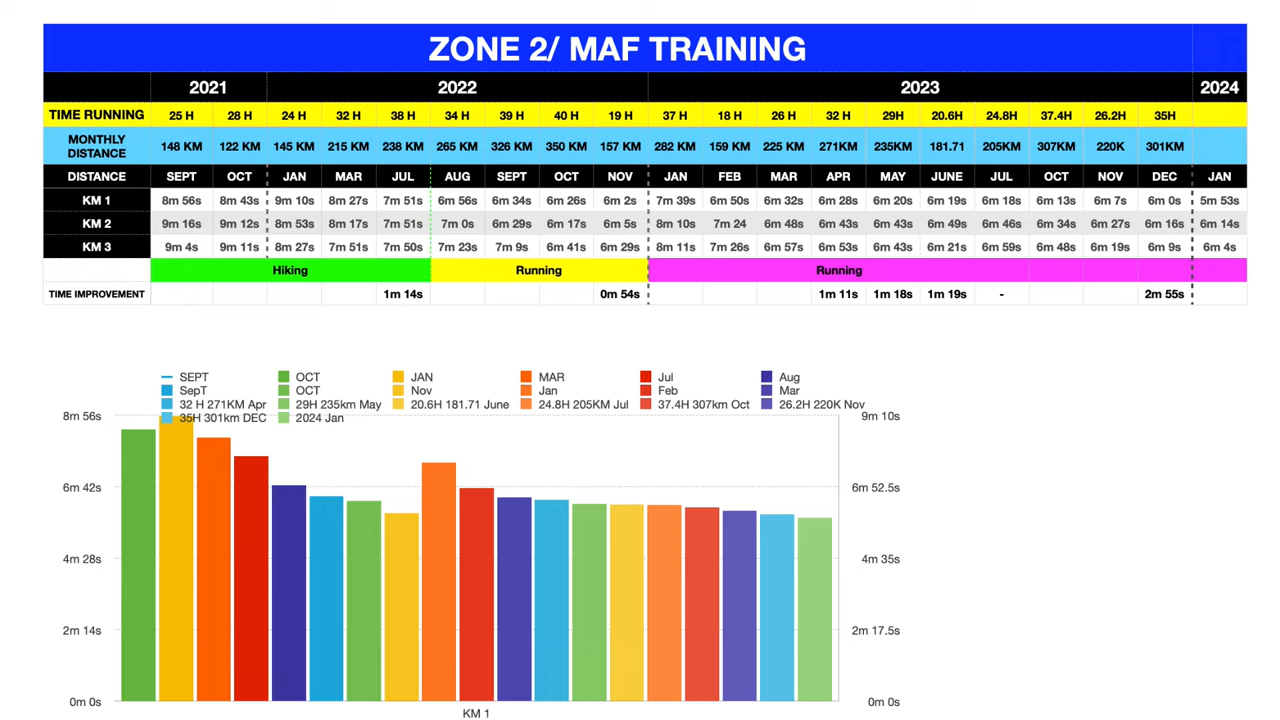 ZONE 2/ MAF TRAINING
2021 2022 2023 2024
TIME RUNNING 25 H 28 H 24 H 32 H 38 H 34 H 39 H 40 H 19 H 37 H 18 H 26 H 32 H 29H 20.6H 24.8H 37.4H 26.2H 35H
MONTHLY DISTANCE 148 KM 122 KM 145 KM 215 KM 238 KM 265 KM 326 KM 350 KM 157 KM 282 KM 159 KM 225 KM 271KM 235KM 181.71 205KM 307KM 220K 301KM
DISTANCE SEPT OCT JAN MAR JUL AUG SEPT OCT NOV JAN FEB MAR APR MAY JUNE JUL OCT NOV DEC JAN
KM 1 8m 56s 8m 43s 9m 10s 8m 27s 7m 51s 6m 56s 6m 34s 6m 26s 6m 2s 7m 39s 6m 50s 6m 32s 6m 28s 6m 20s 6m 19s 6m 18s 6m 13s 6m 7s 6m 0s 5m 53s
KM 2 9m 16s 9m 12s 8m 53s 8m 17s 7m 51s 7m 0s 6m 29s 6m 17s 6m 5s 8m 10s 7m 24 6m 48s 6m 43s 6m 43s 6m 49s 6m 46s 6m 34s 6m 27s 6m 16s 6m 14s
KM 3 9m 4s 9m 11s 8m 27s 7m 51s 7m 50s 7m 23s 7m 9s 6m 41s 6m 29s 8m 11s 7m 26s 6m 57s 6m 53s 6m 43s 6m 21s 6m 59s 6m 48s 6m 19s 6m 9s 6m 4s
Hiking Running Running
TIME IMPROVEMENT 1m 14s 0m 54s 1m 11s 1m 18s 1m 19s - 2m 55s
SEPT OCT JAN MAR Jul Aug
SepT OCT Nov Jan Feb Mar
32 H 271KM Apr 29H 235km May 20.6H 181.71 June 24.8H 205KM Jul 37.4H 307km Oct 26.2H 220K Nov
35H 301km DEC 2024 Jan
8m 56s 9m 10s
6m 42s 6m 52.5s
4m 28s 4m 35s
2m 14s 2m 17.5s
0m 0s 0m 0s
KM 1